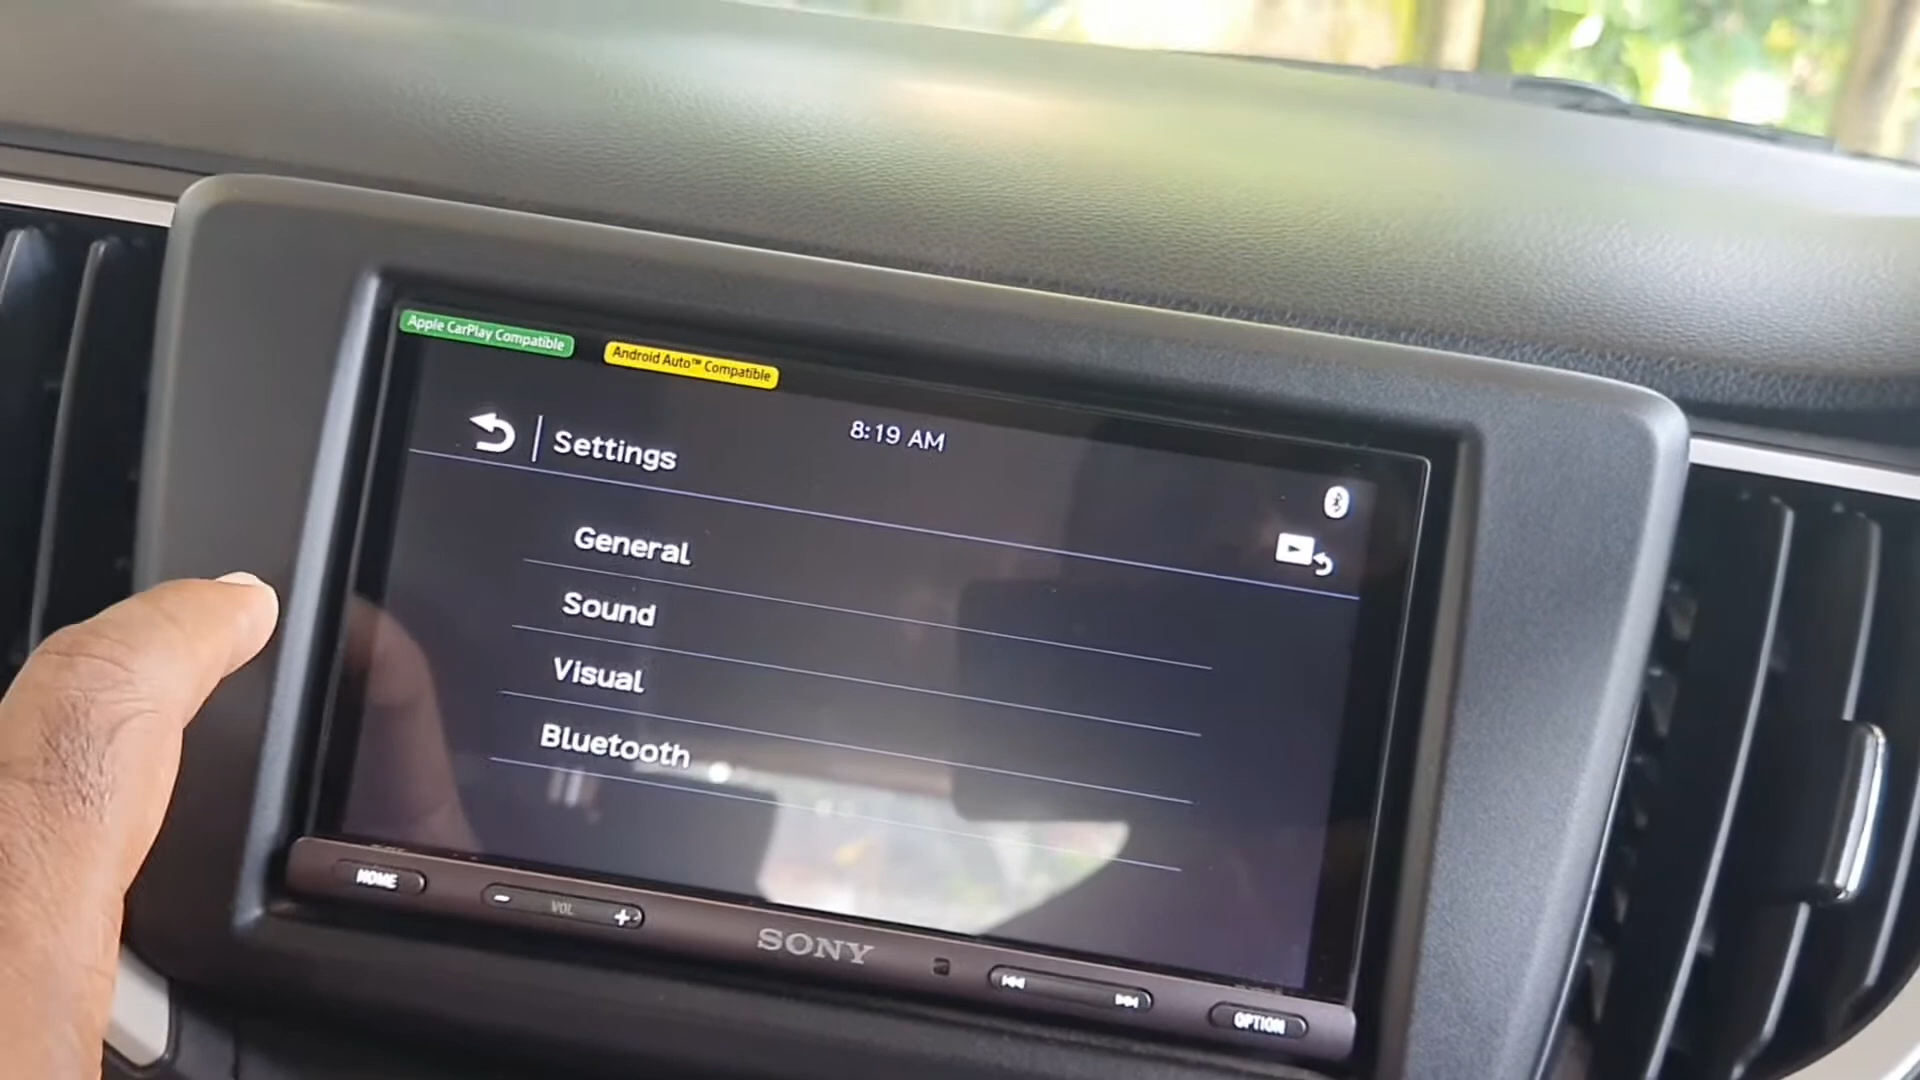 Apple CarPlay Compatible
Android Auto™ Compatible
8:19 AM
Settings
General
Sound
Visual
Bluetooth
HOME
- VOL +
SONY
OPTION